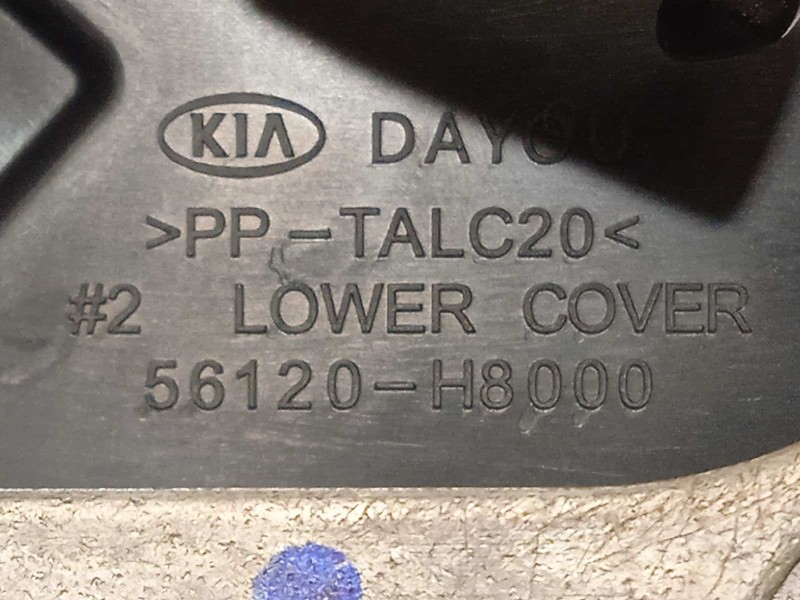 KIA DAYOU
>PP-TALC20<
#2 LOWER COVER
56120-H8000